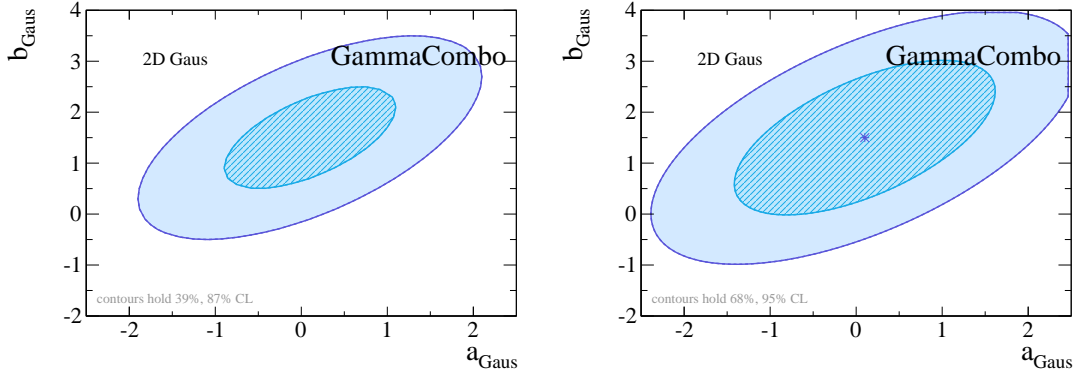 b_Gaus
4
3
2
1
0
-1
-2
2D Gaus
GammaCombo
contours hold 39%, 87% CL
-2 -1 0 1 2
a_Gaus
b_Gaus
4
3
2
1
0
-1
-2
2D Gaus
GammaCombo
contours hold 68%, 95% CL
-2 -1 0 1 2
a_Gaus